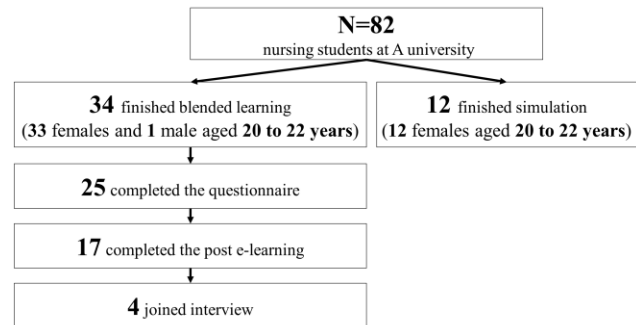 N=82
nursing students at A university
34 finished blended learning
(33 females and 1 male aged 20 to 22 years)
12 finished simulation
(12 females aged 20 to 22 years)
25 completed the questionnaire
17 completed the post e-learning
4 joined interview